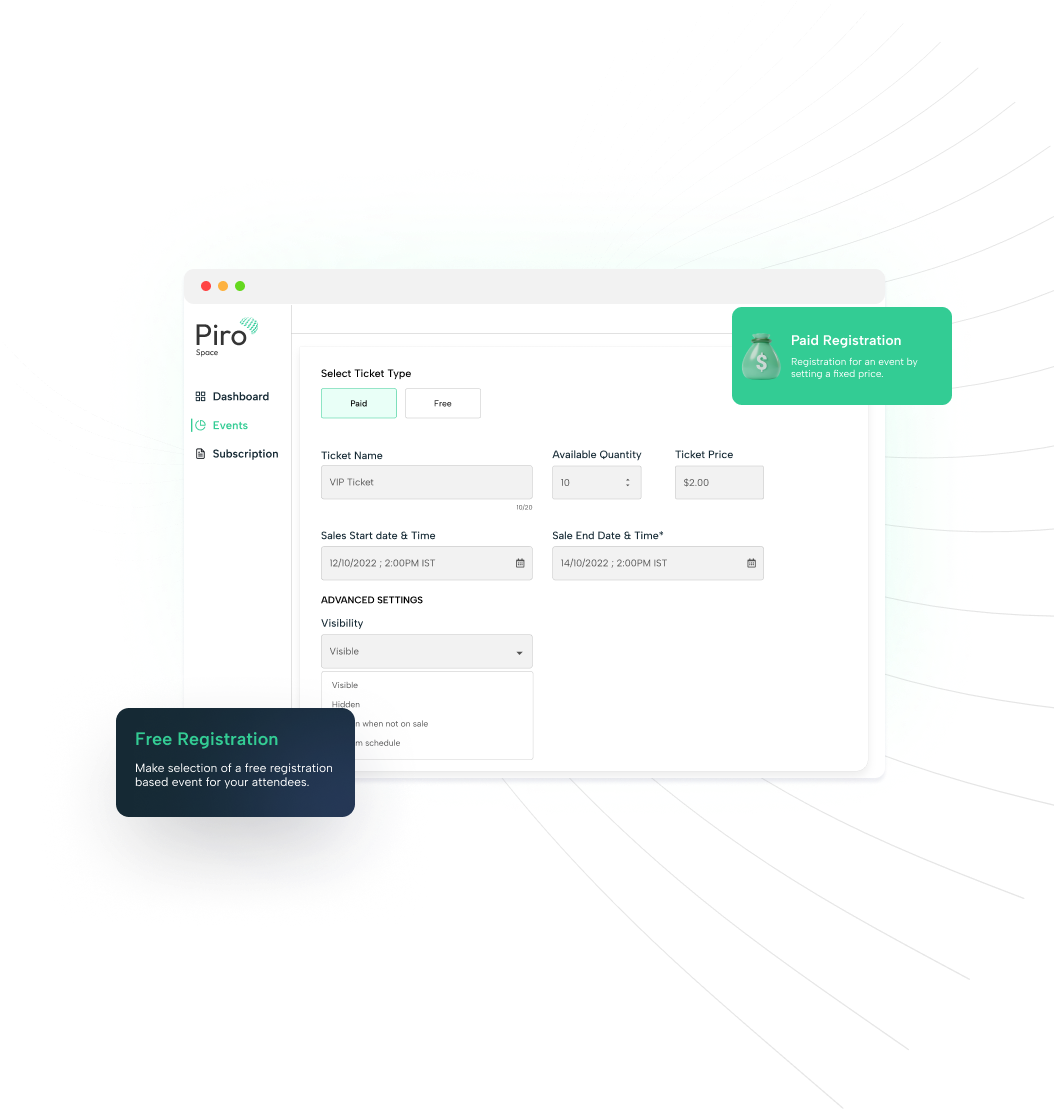 Piro
Space
Dashboard
Events
Subscription
Paid Registration
Registration for an event by
setting a fixed price.
Select Ticket Type
Paid
Free
Ticket Name
Available Quantity
Ticket Price
VIP Ticket
10
$2.00
10/20
Sales Start date & Time
Sale End Date & Time*
12/10/2022 ; 2:00PM IST
14/10/2022 ; 2:00PM IST
ADVANCED SETTINGS
Visibility
Visible
Visible
Hidden
when not on sale
schedule
Free Registration
Make selection of a free registration
based event for your attendees.